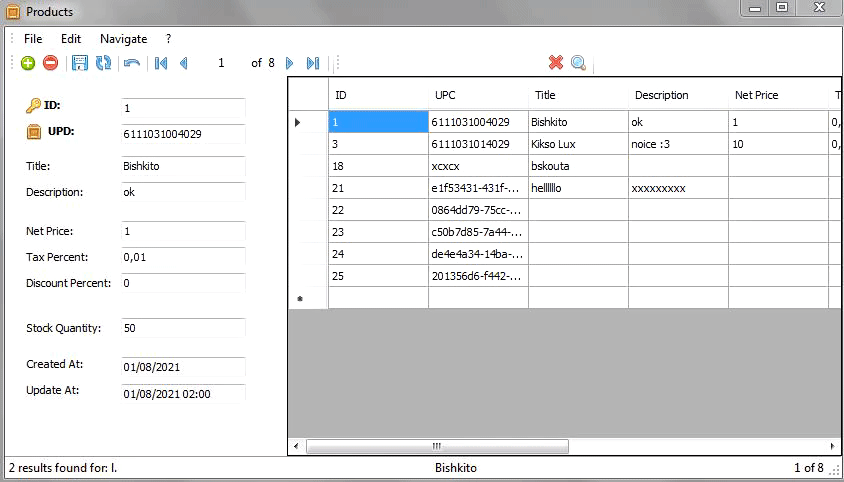 Products
File Edit Navigate ?
1 of 8
ID: 1
UPD: 6111031004029
Title: Bishkito
Description: ok
Net Price: 1
Tax Percent: 0,01
Discount Percent: 0
Stock Quantity: 50
Created At: 01/08/2021
Update At: 01/08/2021 02:00
ID UPC Title Description Net Price T
1 6111031004029 Bishkito ok 1 0,
3 6111031014029 Kikso Lux noice :3 10 0,
18 xcxcx bskouta
21 e1f53431-431f-... helllllo xxxxxxxxx
22 0864dd79-75cc-...
23 c50b7d85-7a44-...
24 de4e4a34-14ba-...
25 201356d6-f442-...
2 results found for: l. Bishkito 1 of 8